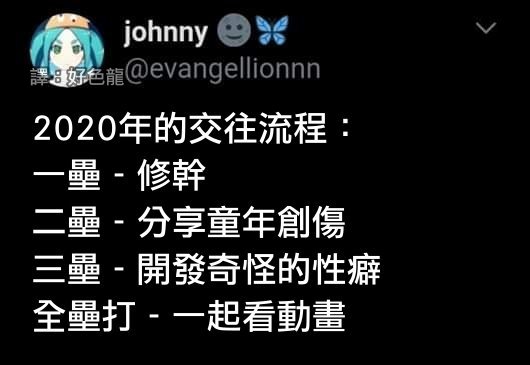 johnny 🌚🦋
譯：好色龍@evangellionnn
2020年的交往流程：
一壘 - 修幹
二壘 - 分享童年創傷
三壘 - 開發奇怪的性癖
全壘打 - 一起看動畫